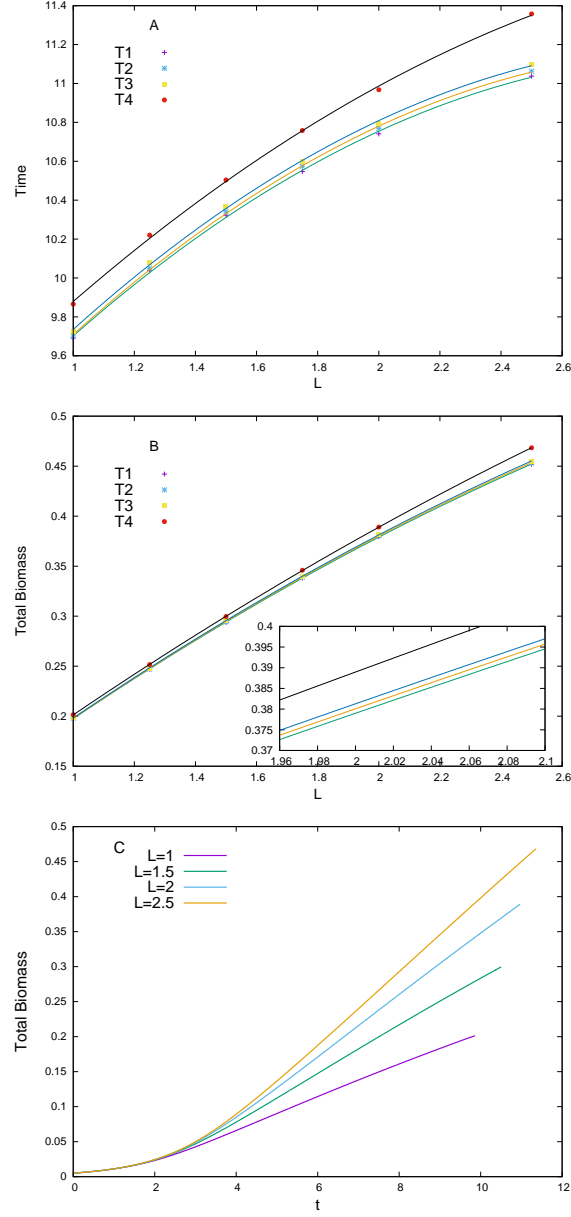 A
T1
T2
T3
T4
11.4
11.2
11
10.8
10.6
10.4
10.2
10
9.8
9.6
Time
1 1.2 1.4 1.6 1.8 2 2.2 2.4 2.6
L
B
T1
T2
T3
T4
0.5
0.45
0.4
0.35
0.3
0.25
0.2
0.15
Total Biomass
0.4
0.395
0.39
0.385
0.38
0.375
0.37
1.96 1.98 2 2.02 2.04 2.06 2.08 2.1
1 1.2 1.4 1.6 1.8 2 2.2 2.4 2.6
L
C
L=1
L=1.5
L=2
L=2.5
0.5
0.45
0.4
0.35
0.3
0.25
0.2
0.15
0.1
0.05
0
Total Biomass
0 2 4 6 8 10 12
t